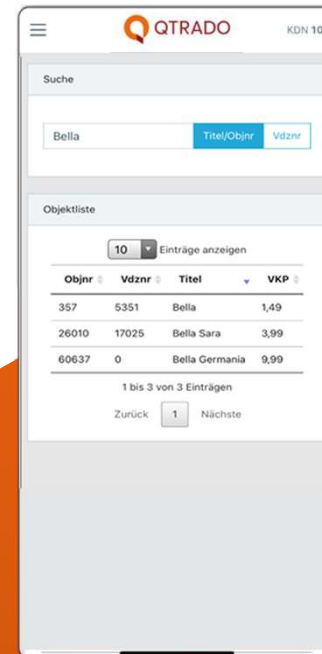 QTRADO KDN 10
Suche
Bella Titel/Objnr Vdznr
Objektliste
10 Einträge anzeigen
Objnr Vdznr Titel VKP
357 5351 Bella 1,49
26010 17025 Bella Sara 3,99
60637 0 Bella Germania 9,99
1 bis 3 von 3 Einträgen
Zurück 1 Nächste